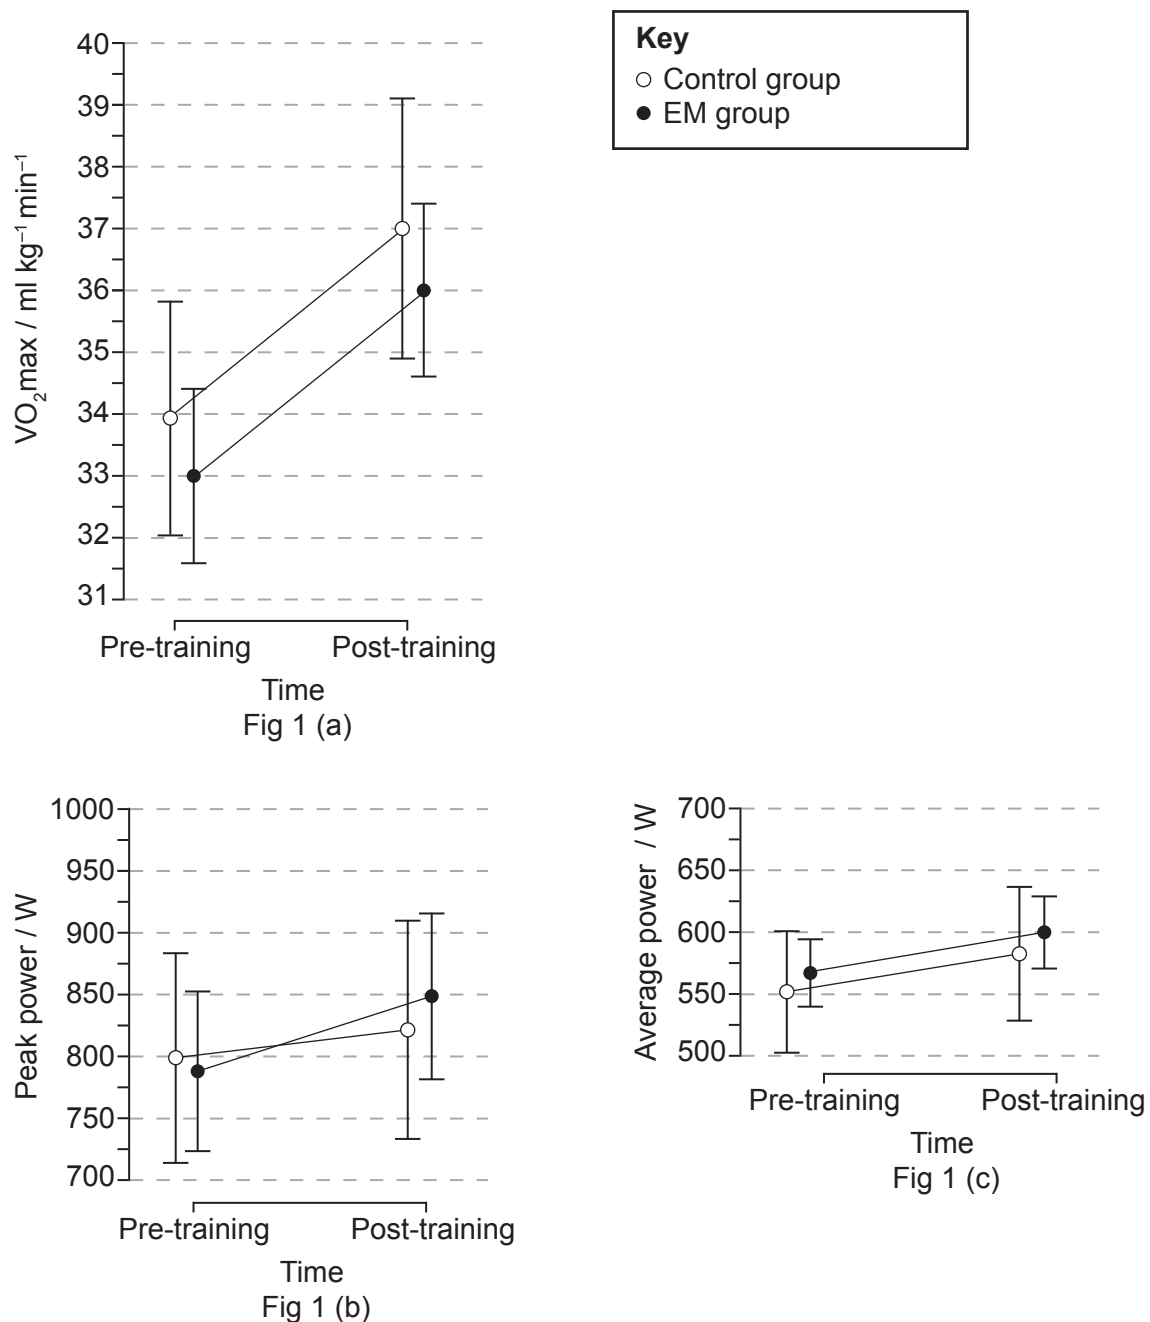 Key
Control group
EM group
40
39
38
37
36
35
34
33
32
31
VO₂max / ml kg⁻¹ min⁻¹
Pre-training Post-training
Time
Fig 1 (a)
1000
950
900
850
800
750
700
Peak power / W
Pre-training Post-training
Time
Fig 1 (b)
700
650
600
550
500
Average power / W
Pre-training Post-training
Time
Fig 1 (c)